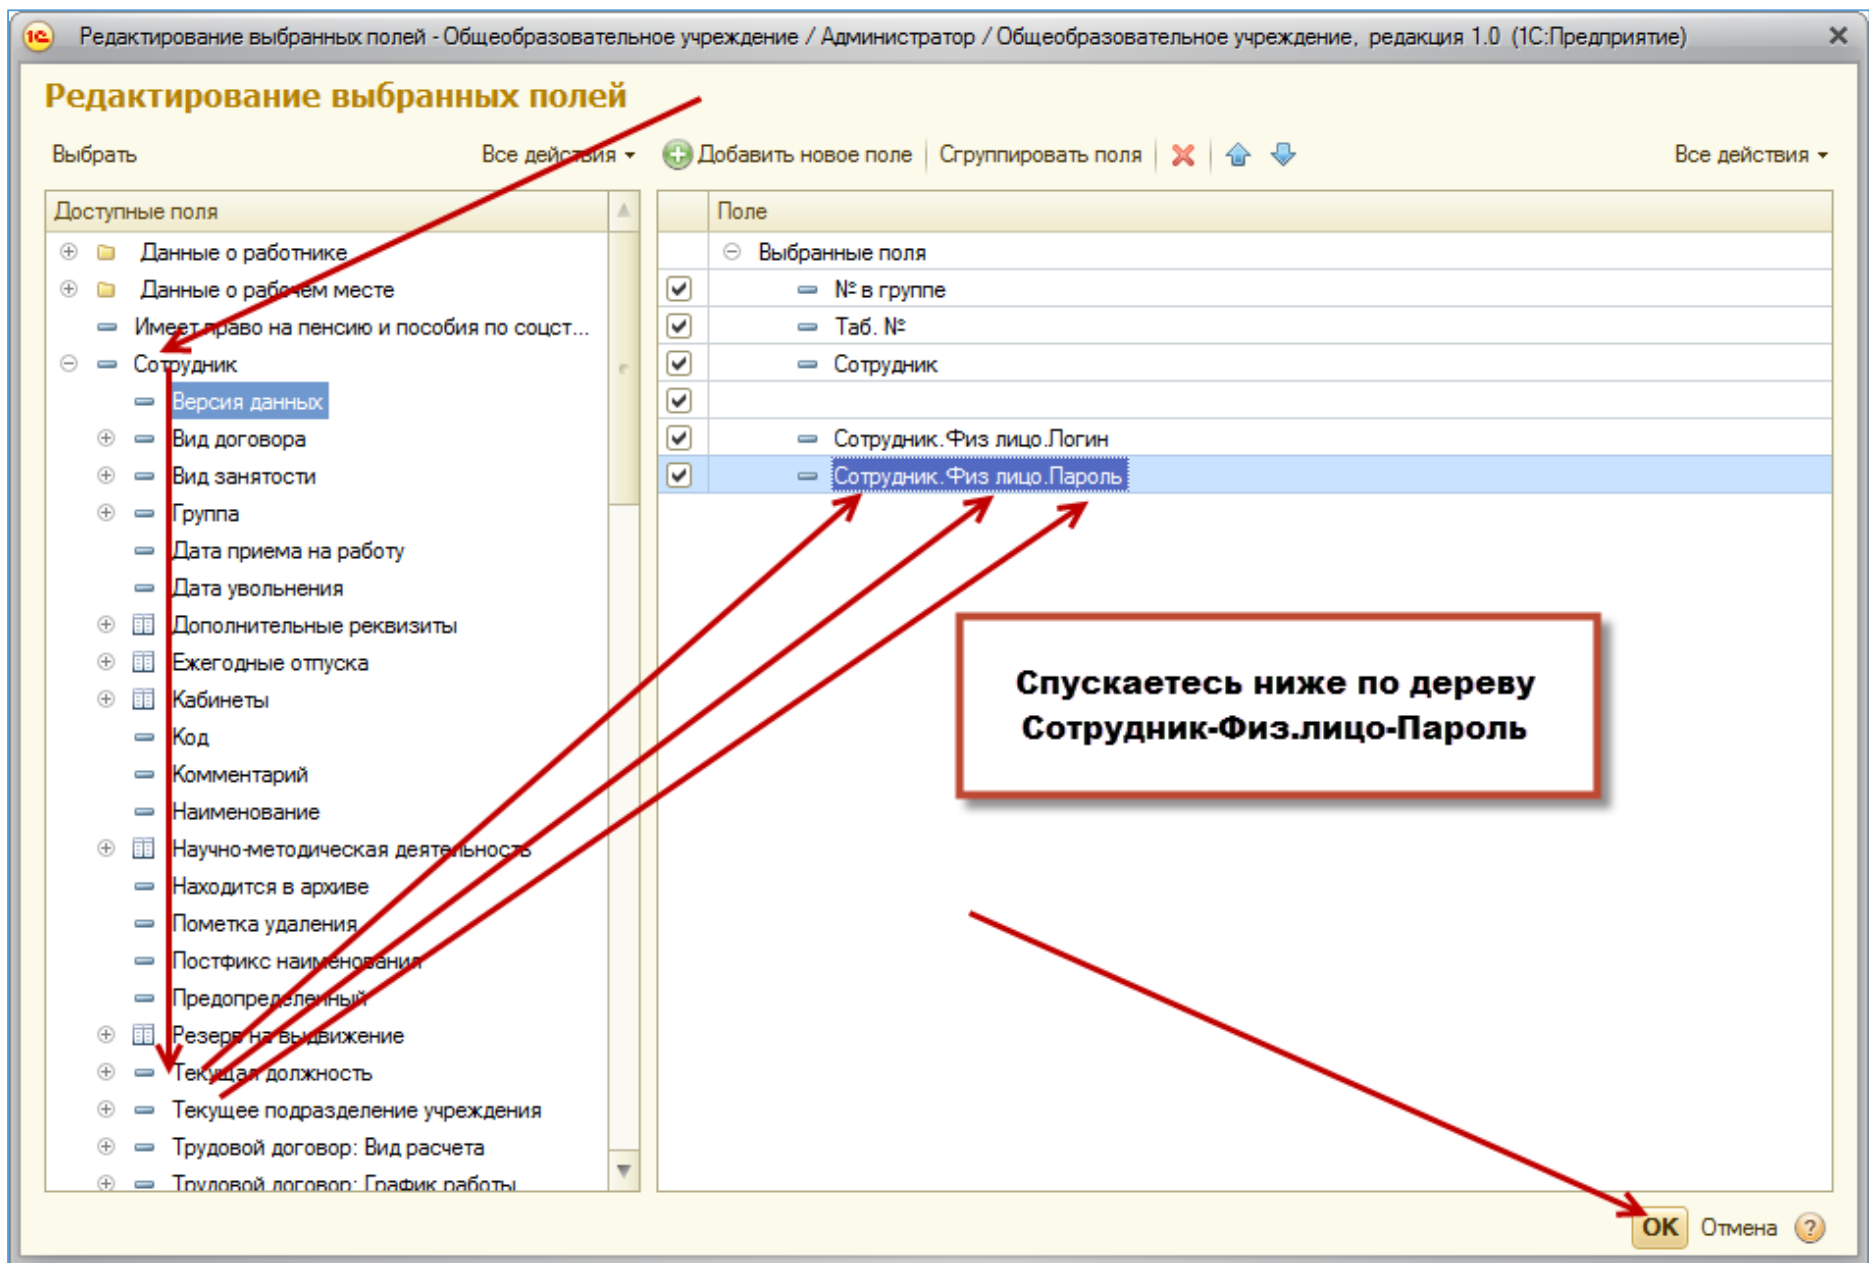 Редактирование выбранных полей - Общеобразовательное учреждение / Администратор / Общеобразовательное учреждение, редакция 1.0 (1С:Предприятие)
Редактирование выбранных полей
Выбрать
Все действия
Добавить новое поле
Сгруппировать поля
Все действия
Доступные поля
Данные о работнике
Данные о рабочем месте
Имеет право на пенсию и пособия по соцст...
Сотрудник
Версия данных
Вид договора
Вид занятости
Группа
Дата приема на работу
Дата увольнения
Дополнительные реквизиты
Ежегодные отпуска
Кабинеты
Код
Комментарий
Наименование
Научно-методическая деятельность
Находится в архиве
Пометка удаления
Постфикс наименования
Предопределенный
Резерв на выдвижение
Текущая должность
Текущее подразделение учреждения
Трудовой договор: Вид расчета
Трудовой договор: График работы
Поле
Выбранные поля
№ в группе
Таб. №
Сотрудник
Сотрудник.Физ лицо.Логин
Сотрудник.Физ лицо.Пароль
Спускаетесь ниже по дереву
Сотрудник-Физ.лицо-Пароль
OK
Отмена
?